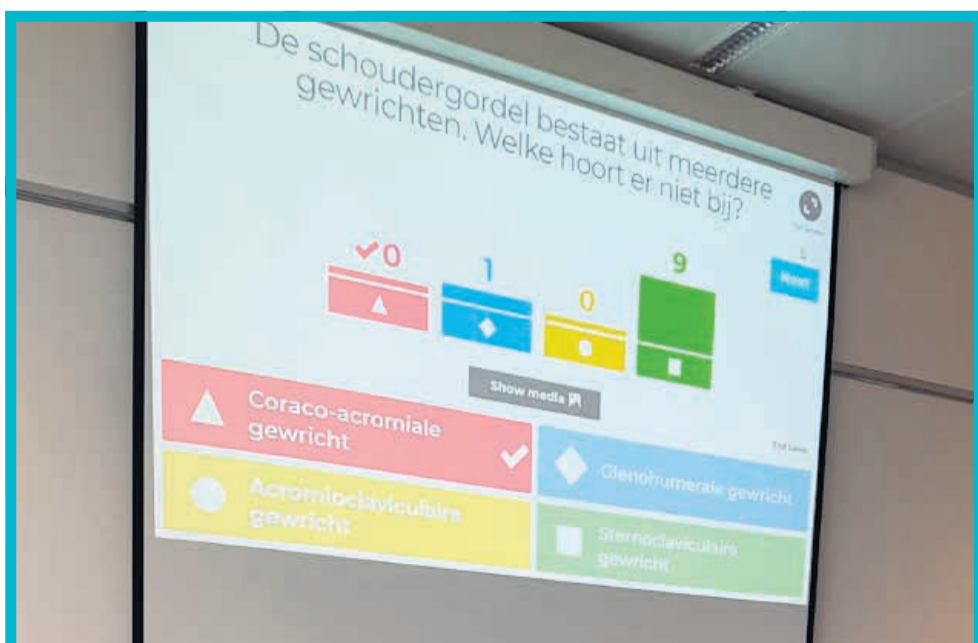 De schoudergordel bestaat uit meerdere
gewrichten. Welke hoort er niet bij?
0
1
0
9
Next
Show media
Coraco-acromiale
gewricht
Glenohumerale gewricht
Acromioclaviculaire
gewricht
Sternoclaviculaire
gewricht